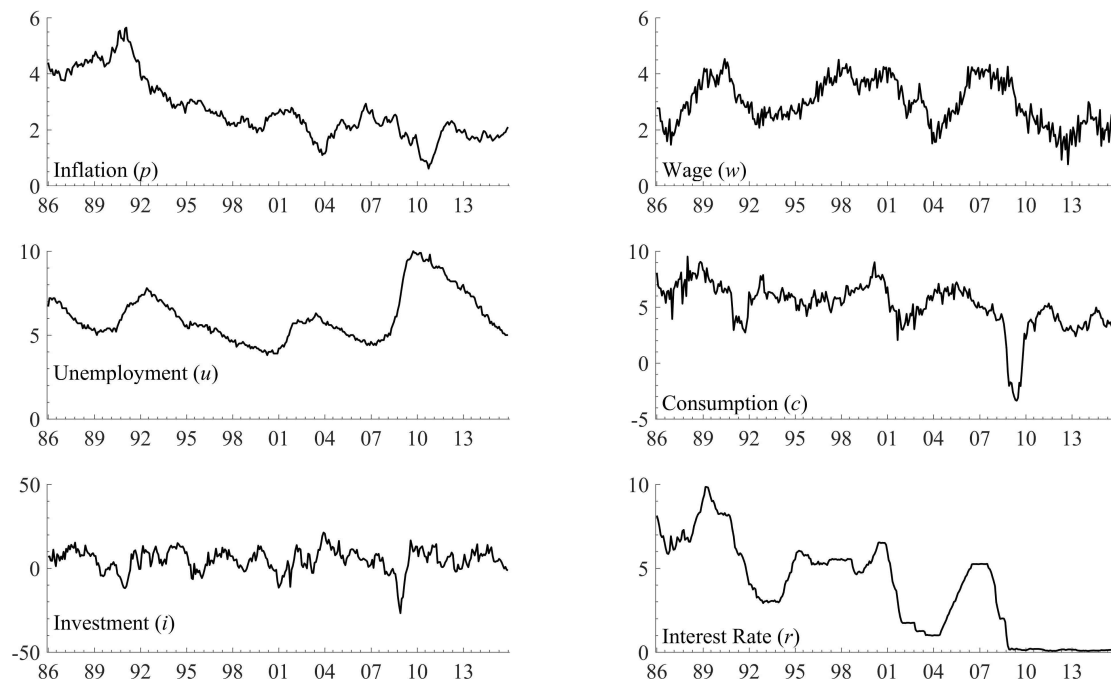 6
4
2
0
Inflation (p)
86 89 92 95 98 01 04 07 10 13
6
4
2
0
Wage (w)
86 89 92 95 98 01 04 07 10 13
10
5
0
Unemployment (u)
86 89 92 95 98 01 04 07 10 13
10
5
0
-5
Consumption (c)
86 89 92 95 98 01 04 07 10 13
50
0
-50
Investment (i)
86 89 92 95 98 01 04 07 10 13
10
5
0
Interest Rate (r)
86 89 92 95 98 01 04 07 10 13